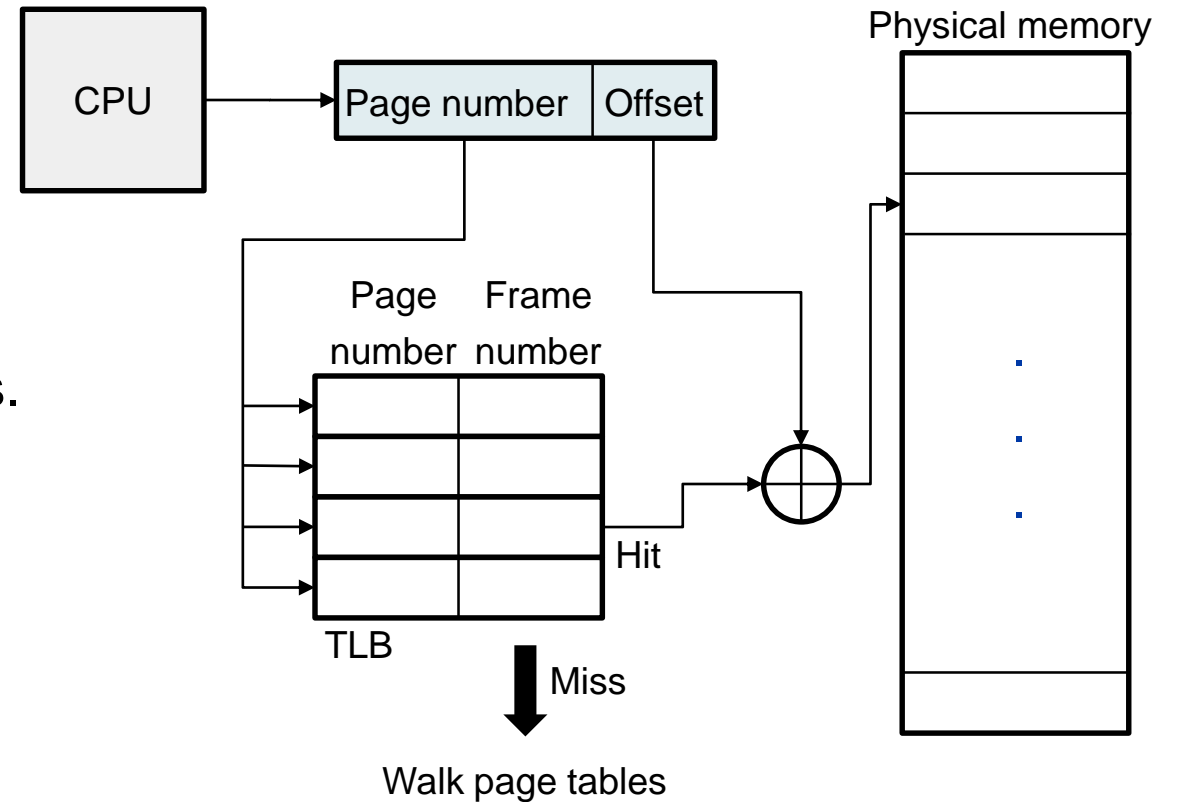 Physical memory
CPU
Page number
Offset
Page
Frame
number
number
s.
Hit
TLB
Miss
Walk page tables